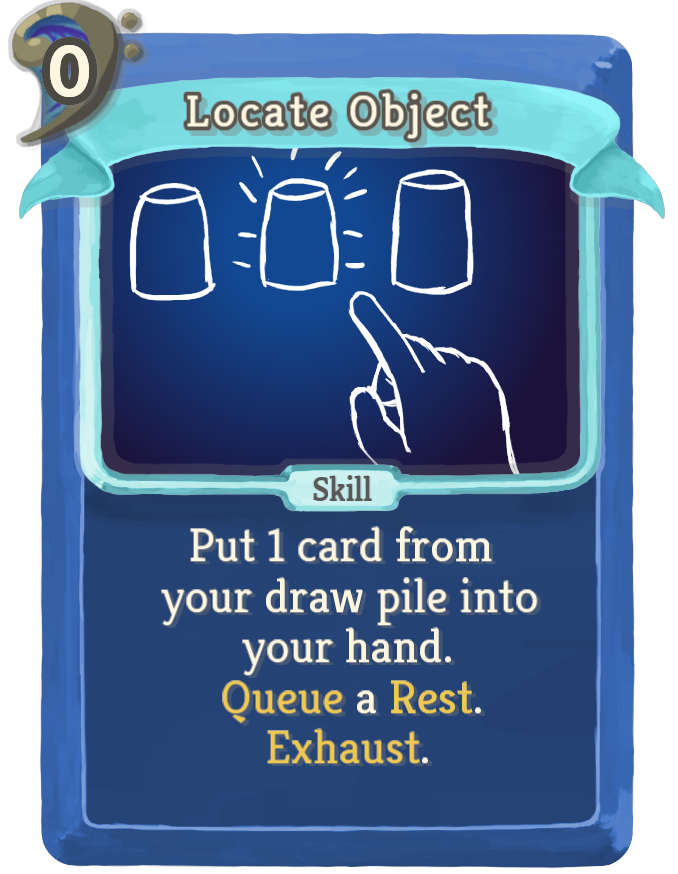 0
Locate Object
Skill
Put 1 card from
your draw pile into
your hand.
Queue a Rest.
Exhaust.